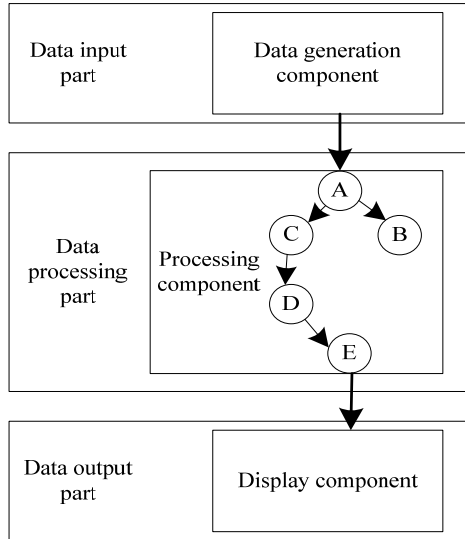 Data input
part
Data generation
component
Data
processing
part
Processing
component
A
C
B
D
E
Data output
part
Display component